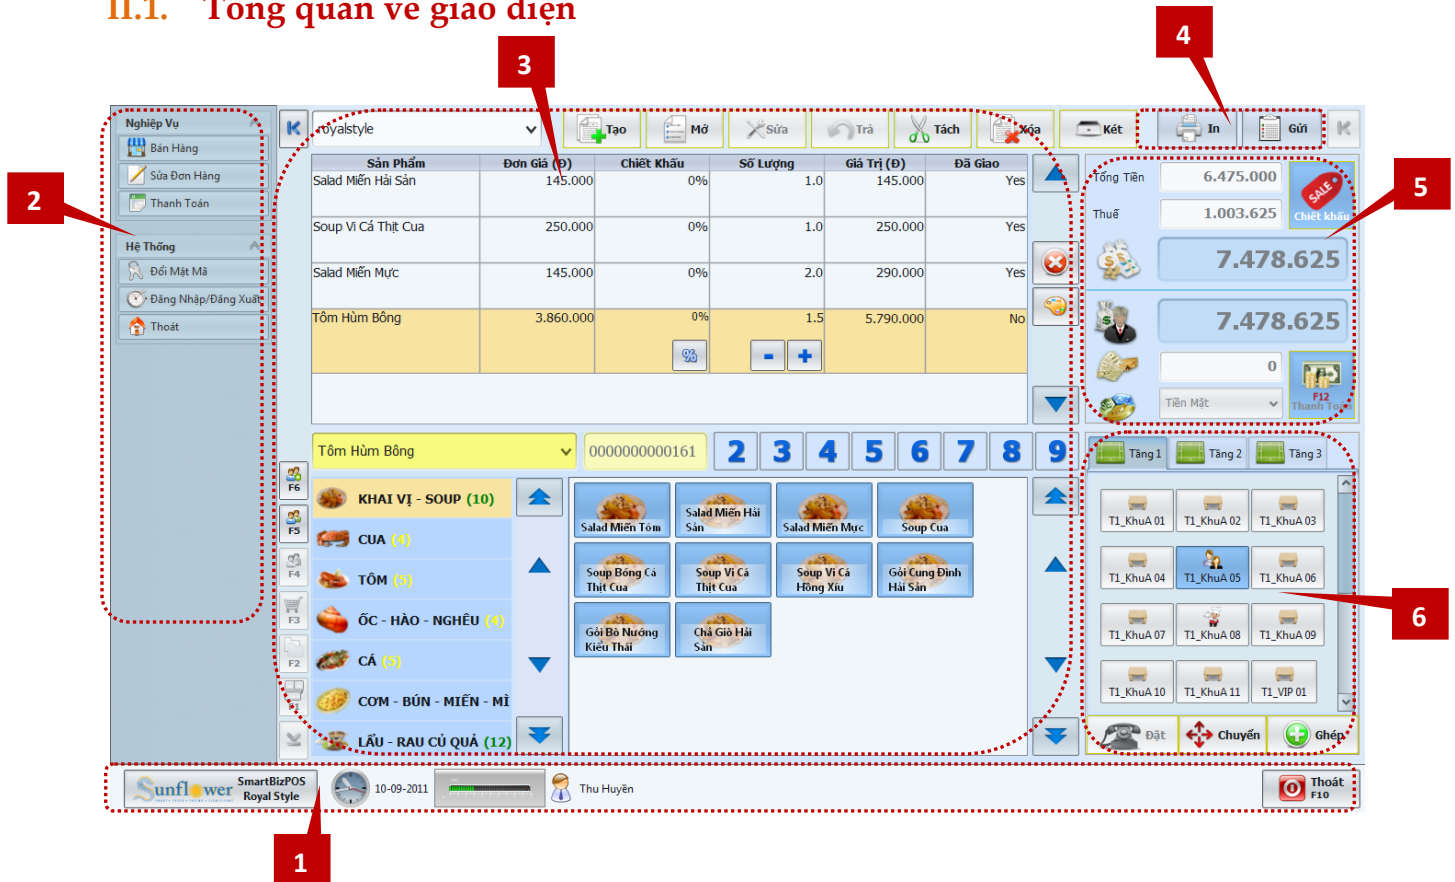 II.1. Tổng quan về giao diện
4
3
Nghiệp Vụ
Bán Hàng
Sửa Đơn Hàng
Thanh Toán
2
Hệ Thống
Đổi Mật Mã
Đăng Nhập/Đăng Xuất
Thoát
royalstyle
Tạo
Mở
Sửa
Trả
Tách
Xóa
Két
In
Gửi
Sản Phẩm Đơn Giá (Đ) Chiết Khấu Số Lượng Giá Trị (Đ) Đã Giao
Salad Miến Hải Sản 145.000 0% 1.0 145.000 Yes
Soup Vi Cá Thịt Cua 250.000 0% 1.0 250.000 Yes
Salad Miến Mực 145.000 0% 2.0 290.000 Yes
Tôm Hùm Bông 3.860.000 0% 1.5 5.790.000 No
% - +
Tổng Tiền 6.475.000
SALE
Chiết khấu
Thuế 1.003.625
7.478.625
7.478.625
0
Tiền Mặt
F12
Thanh Toán
5
Tôm Hùm Bông 0000000000161 2 3 4 5 6 7 8 9
F6
F5
F4
F3
F2
F1
KHAI VỊ - SOUP (10)
CUA (4)
TÔM (5)
ỐC - HÀO - NGHÊU (4)
CÁ (5)
CƠM - BÚN - MIẾN - MÌ
LẨU - RAU CỦ QUẢ (12)
Salad Miến Tôm
Salad Miến Hải
Sản
Salad Miến Mực
Soup Cua
Soup Bóng Cá
Thịt Cua
Soup Vi Cá
Thịt Cua
Soup Vi Cá
Hồng Xíu
Gỏi Cung Đình
Hải Sản
Gỏi Bò Nướng
Kiểu Thái
Chả Giò Hải
Sản
Tầng 1 Tầng 2 Tầng 3
T1_KhuA 01 T1_KhuA 02 T1_KhuA 03
T1_KhuA 04 T1_KhuA 05 T1_KhuA 06
T1_KhuA 07 T1_KhuA 08 T1_KhuA 09
T1_KhuA 10 T1_KhuA 11 T1_VIP 01
6
Đặt
Chuyển
Ghép
Sunflower
SmartBizPOS
Royal Style
10-09-2011
Thu Huyền
Thoát
F10
1